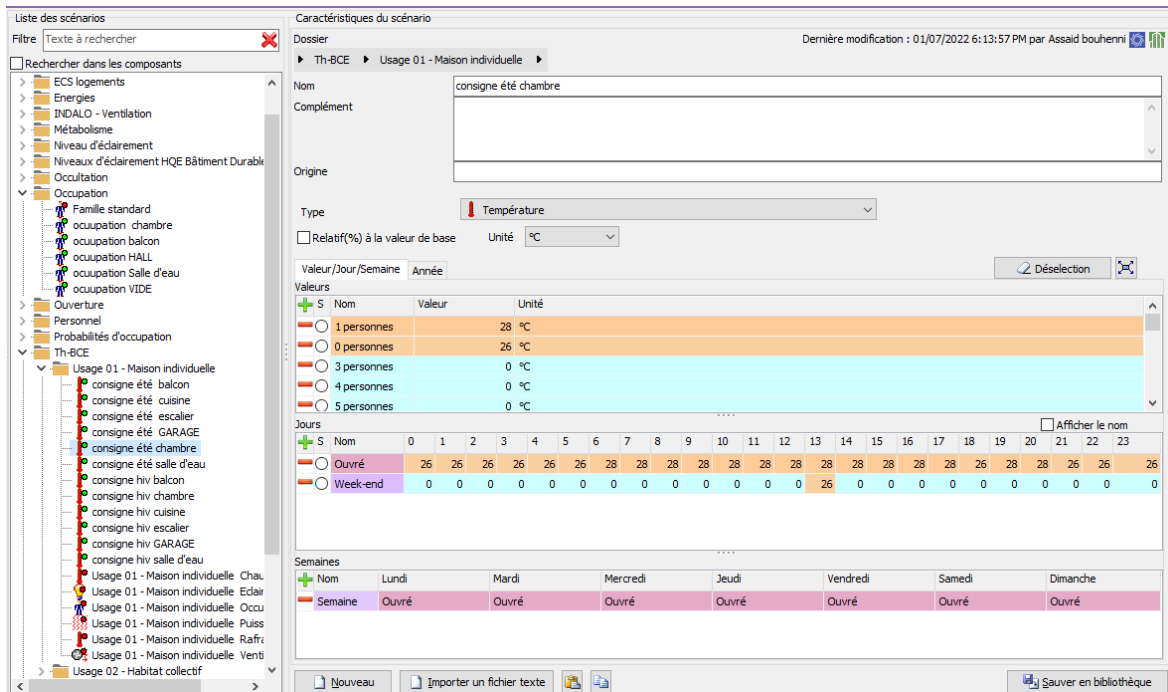 Liste des scénarios
Filtre Texte à rechercher
Rechercher dans les composants
ECS logements
Energies
INDALO - Ventilation
Métabolisme
Niveau d'éclairement
Niveaux d'éclairement HQE Bâtiment Durable
Occultation
Occupation
Famille standard
ocuupation chambre
ocuupation balcon
ocuupation HALL
ocuupation Salle d'eau
ocuupation VIDE
Ouverture
Personnel
Probabilités d'occupation
Th-BCE
Usage 01 - Maison individuelle
consigne été balcon
consigne été cuisine
consigne été escalier
consigne été GARAGE
consigne été chambre
consigne été salle d'eau
consigne hiv balcon
consigne hiv chambre
consigne hiv cuisine
consigne hiv escalier
consigne hiv GARAGE
consigne hiv salle d'eau
Usage 01 - Maison individuelle Chau
Usage 01 - Maison individuelle Eclair
Usage 01 - Maison individuelle Occu
Usage 01 - Maison individuelle Puiss
Usage 01 - Maison individuelle Rafra
Usage 01 - Maison individuelle Venti
Usage 02 - Habitat collectif
Caractéristiques du scénario
Dossier
Dernière modification : 01/07/2022 6:13:57 PM par Assaid bouhenni
Th-BCE Usage 01 - Maison individuelle
Nom consigne été chambre
Complément
Origine
Type Température
Relatif(%) à la valeur de base Unité °C
Valeur/Jour/Semaine Année Déselection
Valeurs
S Nom Valeur Unité
1 personnes 28 °C
0 personnes 26 °C
3 personnes 0 °C
4 personnes 0 °C
5 personnes 0 °C
Jours Afficher le nom
S Nom 0 1 2 3 4 5 6 7 8 9 10 11 12 13 14 15 16 17 18 19 20 21 22 23
Ouvré 26 26 26 26 26 26 26 28 28 28 28 28 28 28 28 28 28 28 26 28 28 26 26 26
Week-end 0 0 0 0 0 0 0 0 0 0 0 0 0 26 0 0 0 0 0 0 0 0 0 0
Semaines
Nom Lundi Mardi Mercredi Jeudi Vendredi Samedi Dimanche
Semaine Ouvré Ouvré Ouvré Ouvré Ouvré Ouvré Ouvré
Nouveau Importer un fichier texte Sauver en bibliothèque